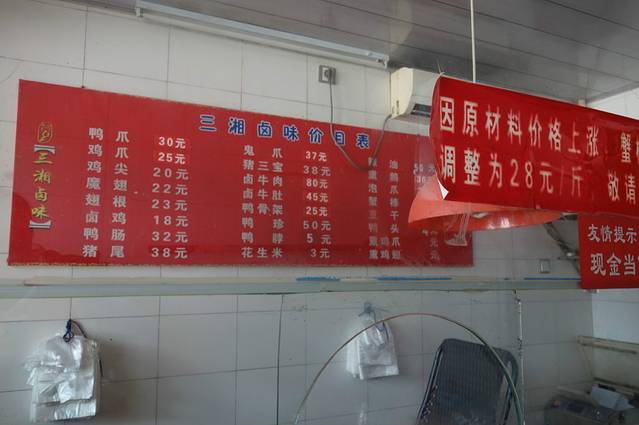 三湘卤味价目表
【三湘卤味】
鸭爪 30元 鬼爪 37元
鸡爪 25元 猪三宝 38元
鸡尖 20元 卤牛肉 80元
魔翅 22元 卤牛肚 45元
翅根 23元 鸭骨架 25元
卤鸡 18元 鸭珍 50元
鸭肠 32元 鸭脖 5元
猪尾 38元 花生米 3元
因原材料价格上涨 蟹
调整为28元/斤 敬请
友情提示
现金当